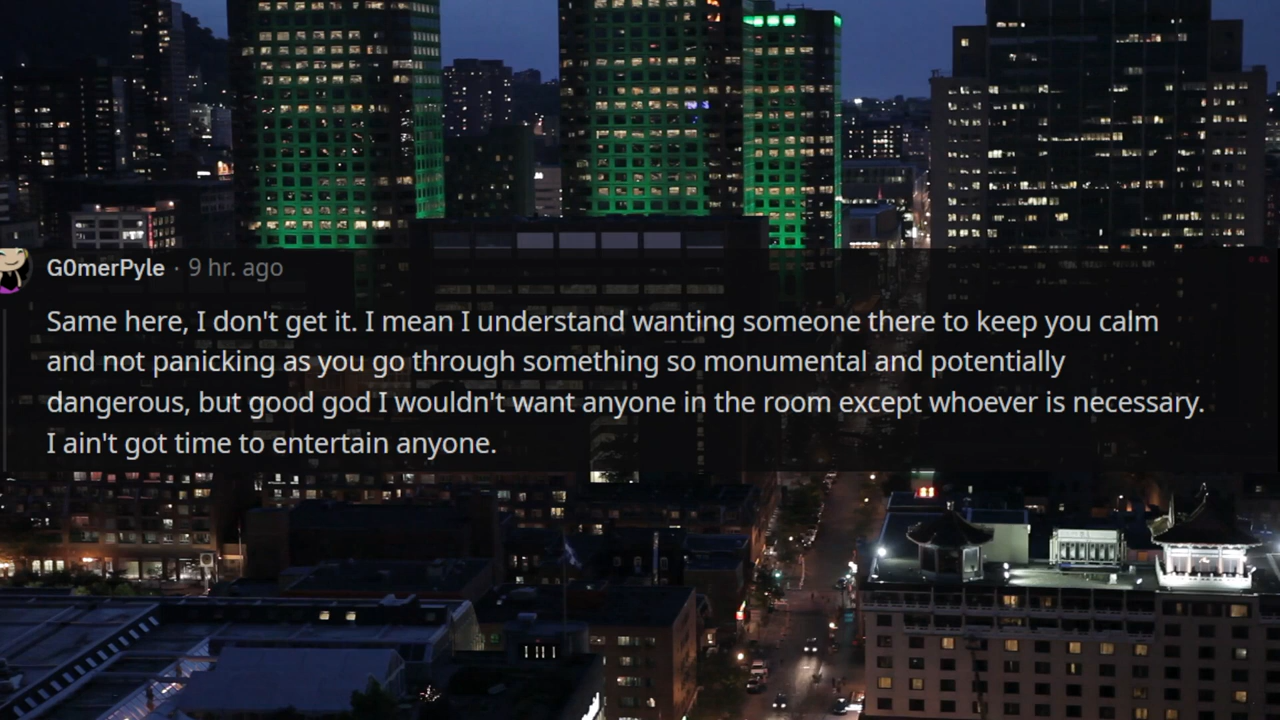 G0merPyle · 9 hr. ago
Same here, I don't get it. I mean I understand wanting someone there to keep you calm
and not panicking as you go through something so monumental and potentially
dangerous, but good god I wouldn't want anyone in the room except whoever is necessary.
I ain't got time to entertain anyone.